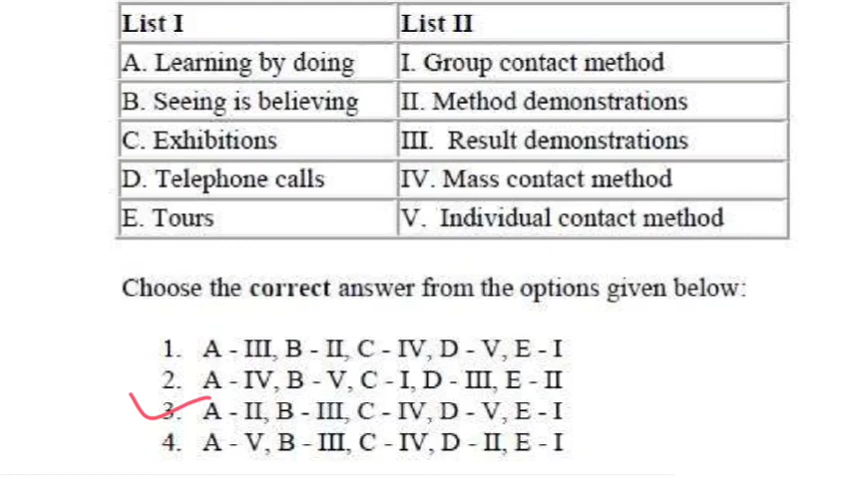 List I List II
A. Learning by doing I. Group contact method
B. Seeing is believing II. Method demonstrations
C. Exhibitions III. Result demonstrations
D. Telephone calls IV. Mass contact method
E. Tours V. Individual contact method
Choose the correct answer from the options given below:
1. A - III, B - II, C - IV, D - V, E - I
2. A - IV, B - V, C - I, D - III, E - II
3. A - II, B - III, C - IV, D - V, E - I
4. A - V, B - III, C - IV, D - II, E - I